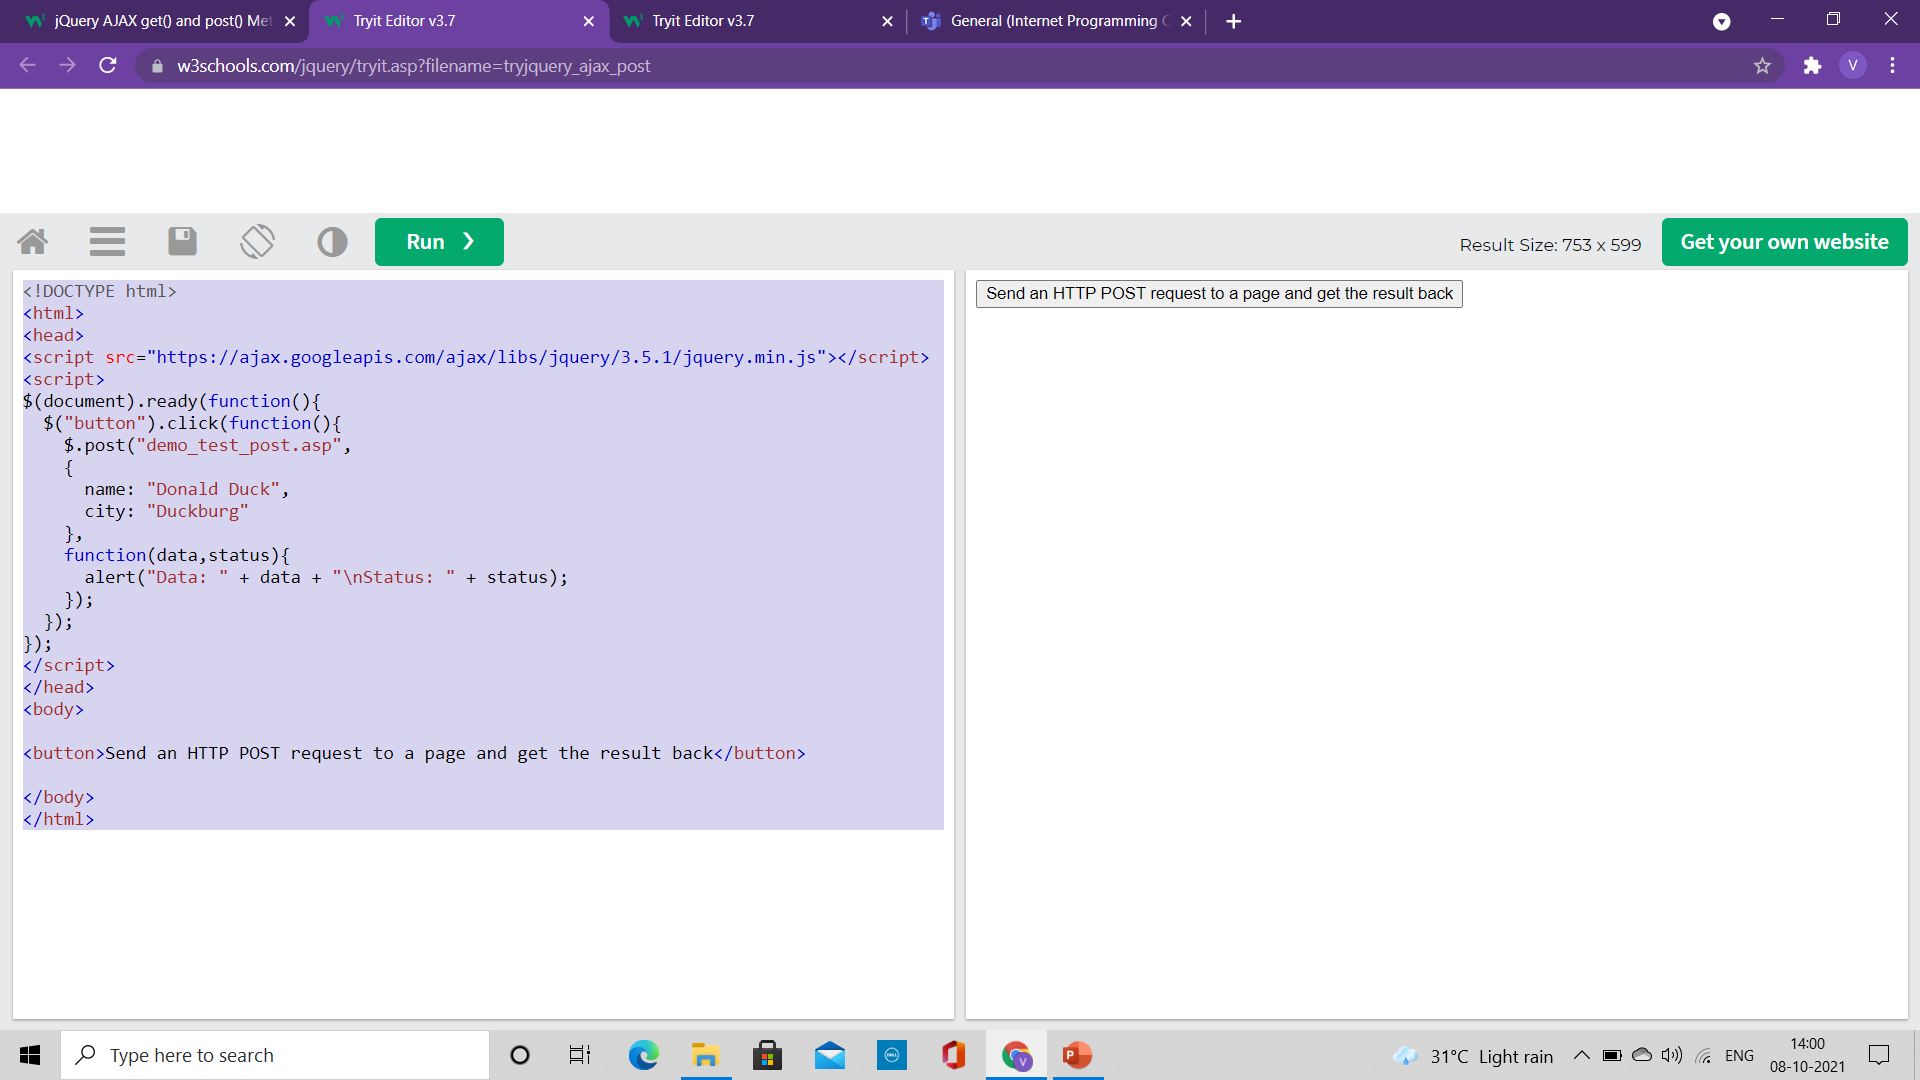 jQuery AJAX get() and post() Met
Tryit Editor v3.7
Tryit Editor v3.7
General (Internet Programming C
w3schools.com/jquery/tryit.asp?filename=tryjquery_ajax_post
V
Run ❯
Result Size: 753 x 599
Get your own website
<!DOCTYPE html>
<html>
<head>
<script src="https://ajax.googleapis.com/ajax/libs/jquery/3.5.1/jquery.min.js"></script>
<script>
$(document).ready(function(){
  $("button").click(function(){
    $.post("demo_test_post.asp",
    {
      name: "Donald Duck",
      city: "Duckburg"
    },
    function(data,status){
      alert("Data: " + data + "\nStatus: " + status);
    });
  });
});
</script>
</head>
<body>
<button>Send an HTTP POST request to a page and get the result back</button>
</body>
</html>
Send an HTTP POST request to a page and get the result back
Type here to search
31°C Light rain
ENG
14:00
08-10-2021